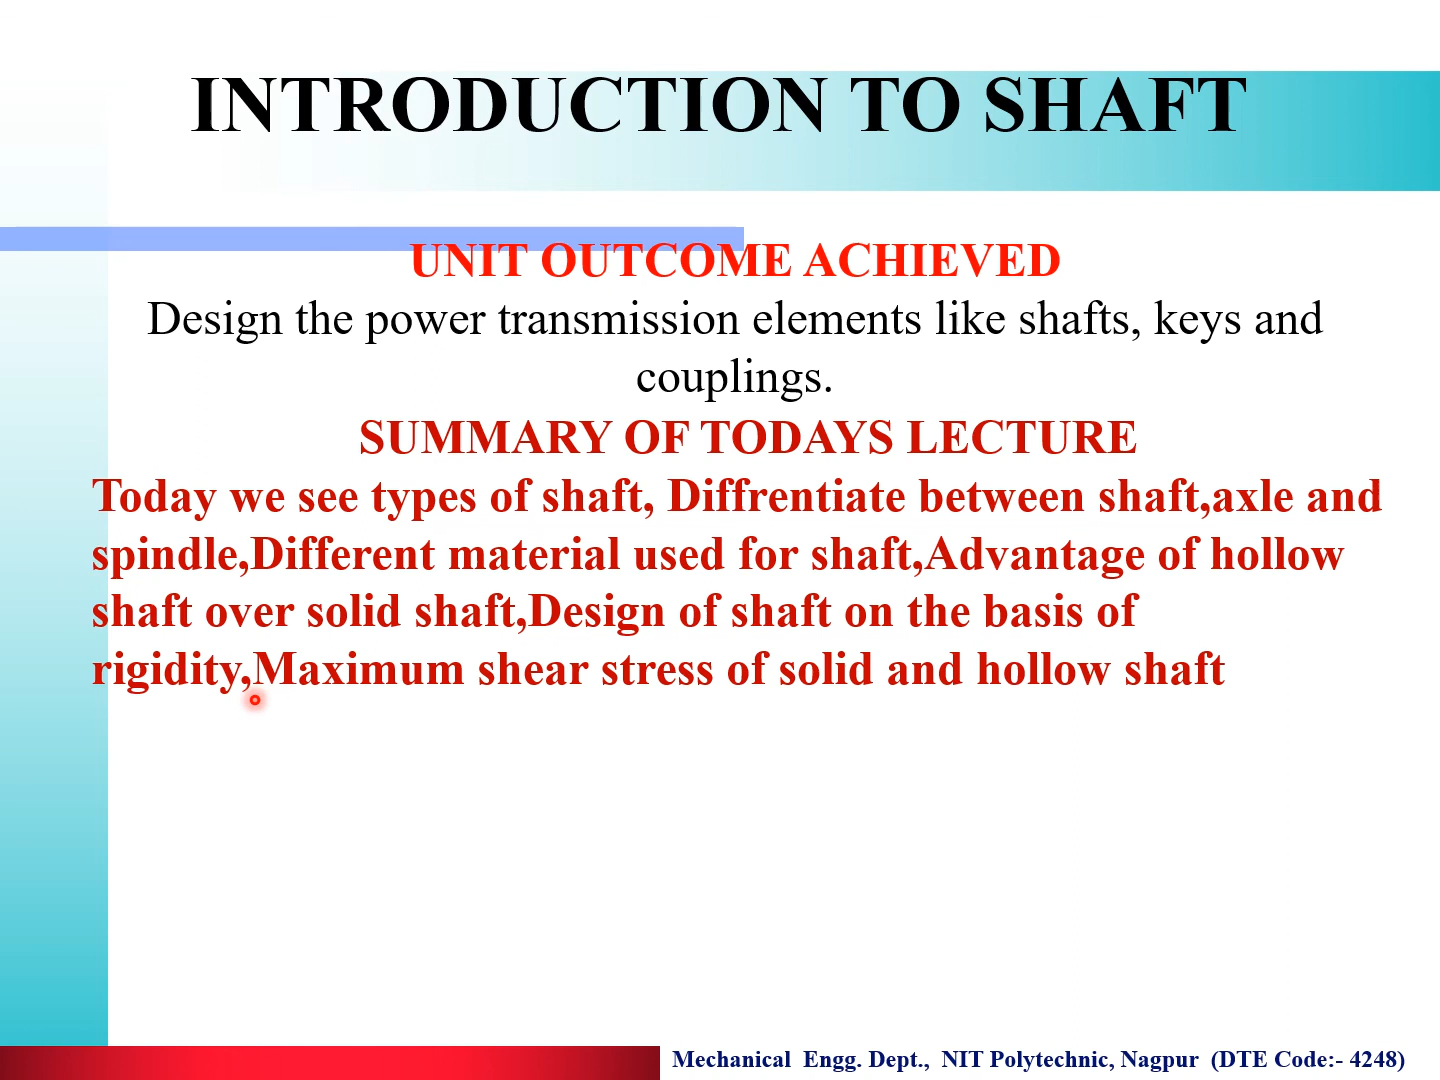 INTRODUCTION TO SHAFT
UNIT OUTCOME ACHIEVED
Design the power transmission elements like shafts, keys and
couplings.
SUMMARY OF TODAYS LECTURE
Today we see types of shaft, Diffrentiate between shaft,axle and
spindle,Different material used for shaft,Advantage of hollow
shaft over solid shaft,Design of shaft on the basis of
rigidity,Maximum shear stress of solid and hollow shaft
Mechanical Engg. Dept., NIT Polytechnic, Nagpur (DTE Code:- 4248)